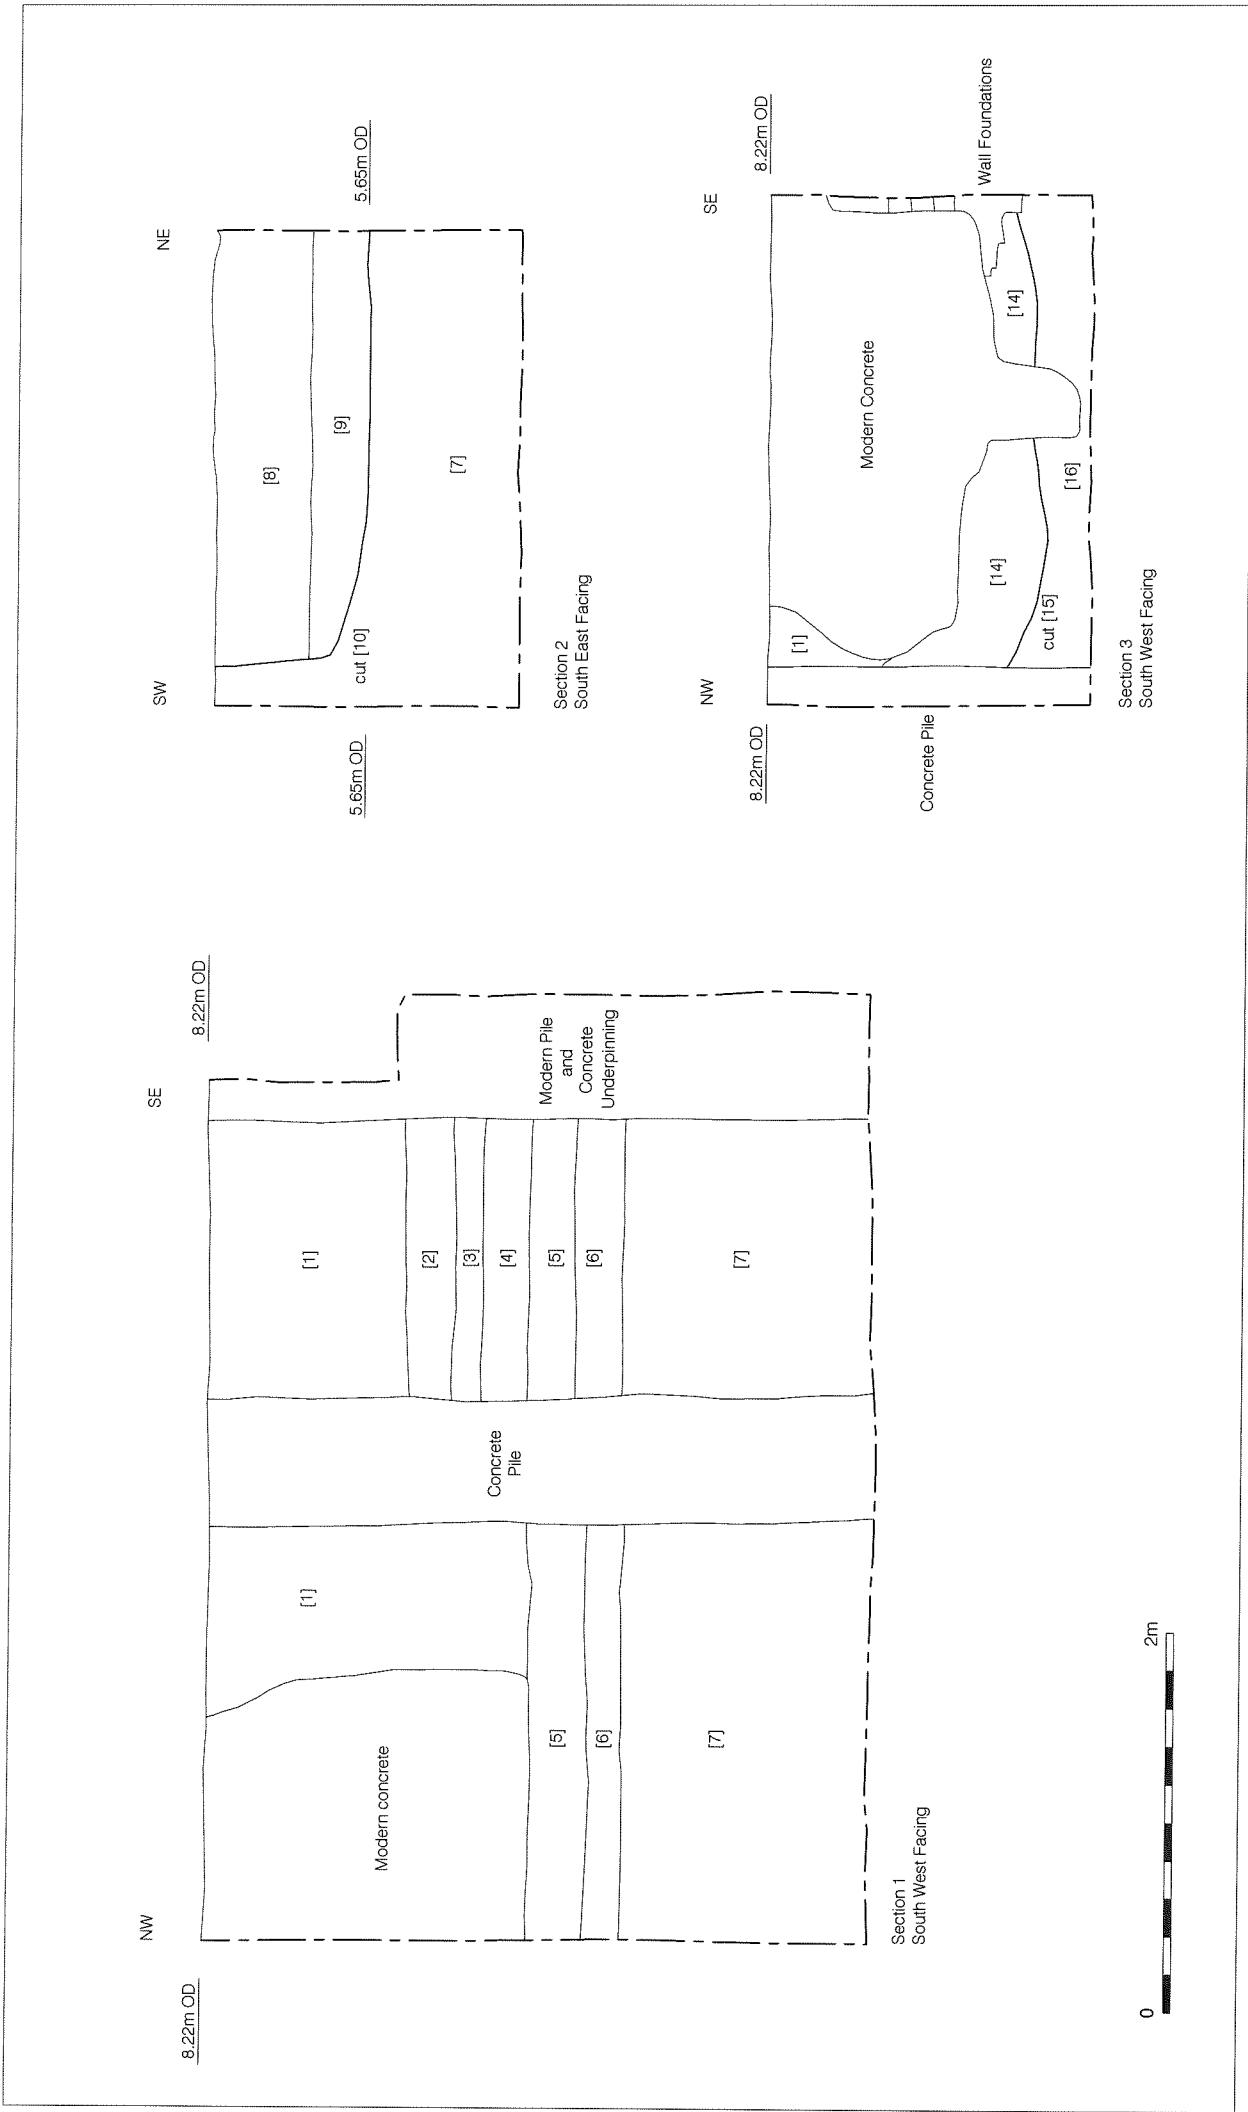 NW
SE
8.22m OD
8.22m OD
Modern concrete
[1]
Concrete
Pile
[1]
[2]
[3]
[4]
[5]
[6]
[7]
[5]
[6]
[7]
Modern Pile
and
Concrete
Underpinning
Section 1
South West Facing
0
2m
SW
NE
5.65m OD
5.65m OD
[8]
[9]
cut [10]
[7]
Section 2
South East Facing
NW
SE
8.22m OD
8.22m OD
[1]
Modern Concrete
Concrete Pile
Wall Foundations
[14]
[14]
cut [15]
[16]
Section 3
South West Facing